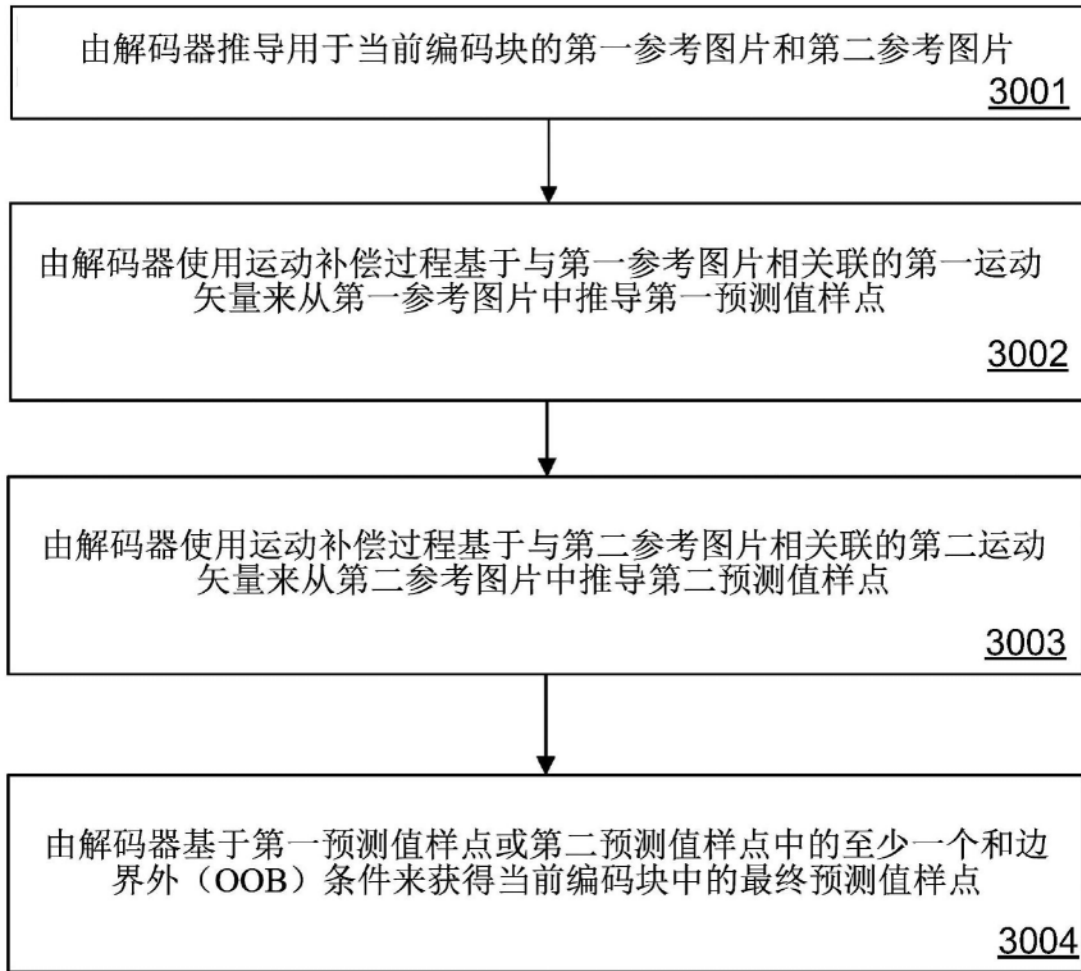 由解码器推导用于当前编码块的第一参考图片和第二参考图片
3001
由解码器使用运动补偿过程基于与第一参考图片相关联的第一运动
矢量来从第一参考图片中推导第一预测值样点
3002
由解码器使用运动补偿过程基于与第二参考图片相关联的第二运动
矢量来从第二参考图片中推导第二预测值样点
3003
由解码器基于第一预测值样点或第二预测值样点中的至少一个和边
界外（OOB）条件来获得当前编码块中的最终预测值样点
3004